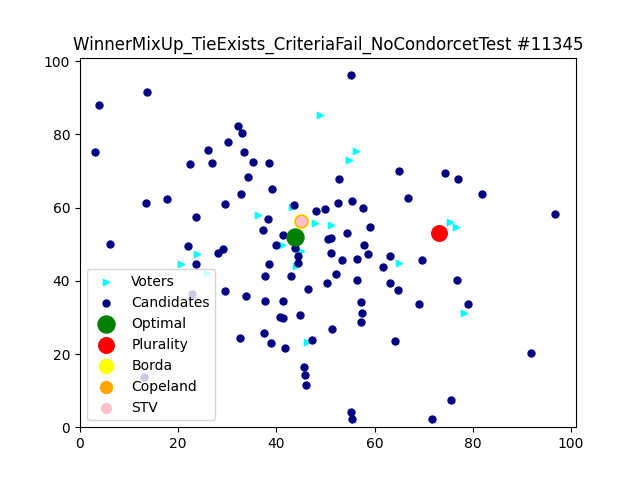 WinnerMixUp_TieExists_CriteriaFail_NoCondorcetTest #11345
100
80
60
40
20
0
Voters
Candidates
Optimal
Plurality
Borda
Copeland
STV
0 20 40 60 80 100